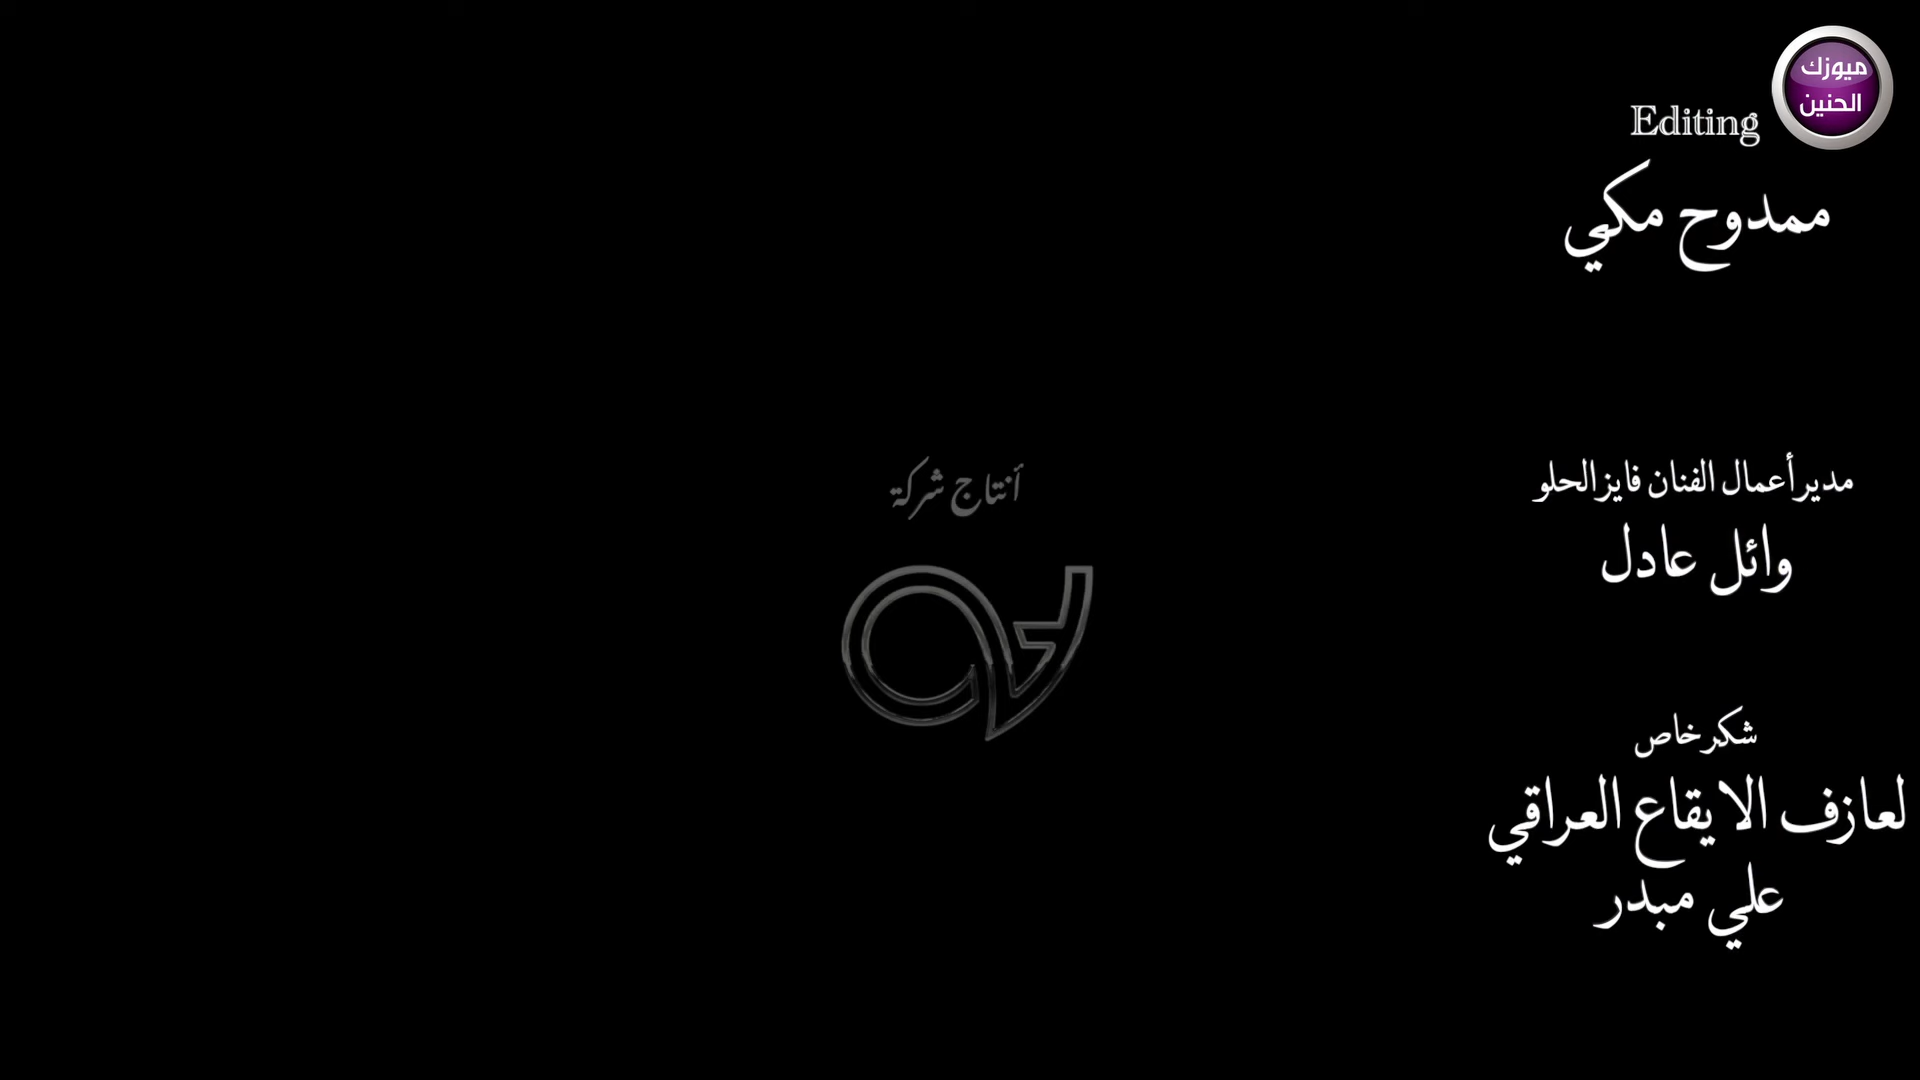 ميوزك
الحنين
Editing
ممدوح مكي
مديرأعمال الفنان فايزالحلو
وائل عادل
شكرخاص
لعازف الايقاع العراقي
علي مبدر
أنتاج شركة